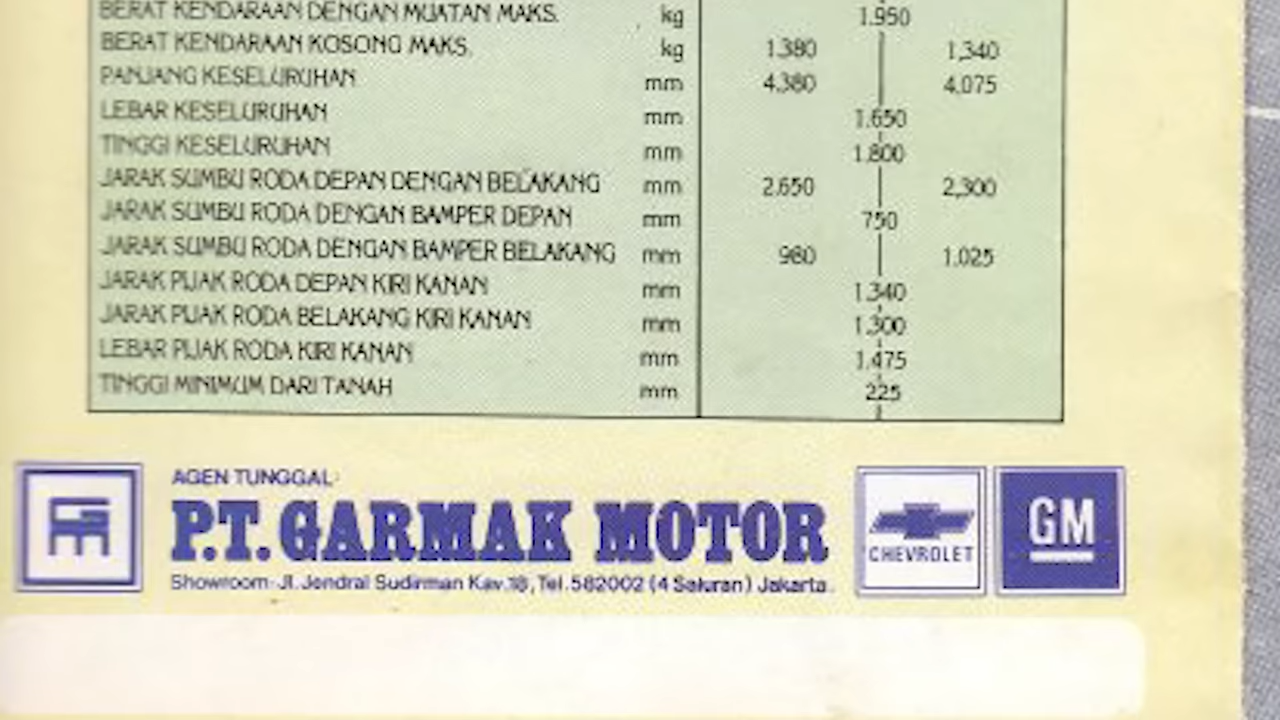 BERAT KENDARAAN DENGAN MUATAN MAKS. kg 1.950
BERAT KENDARAAN KOSONG MAKS. kg 1.380 1,340
PANJANG KESELURUHAN mm 4.380 4.075
LEBAR KESELURUHAN mm 1.650
TINGGI KESELURUHAN mm 1.800
JARAK SUMBU RODA DEPAN DENGAN BELAKANG mm 2.650 2,300
JARAK SUMBU RODA DENGAN BAMPER DEPAN mm 750
JARAK SUMBU RODA DENGAN BAMPER BELAKANG mm 980 1.025
JARAK PIJAK RODA DEPAN KIRI KANAN mm 1.340
JARAK PIJAK RODA BELAKANG KIRI KANAN mm 1.300
LEBAR PIJAK RODA KIRI KANAN mm 1.475
TINGGI MINIMUM DARI TANAH mm 225
AGEN TUNGGAL:
P.T. GARMAK MOTOR
Showroom: Jl. Jendral Sudirman Kav.18, Tel. 582002 (4 Saluran) Jakarta.
CHEVROLET
GM